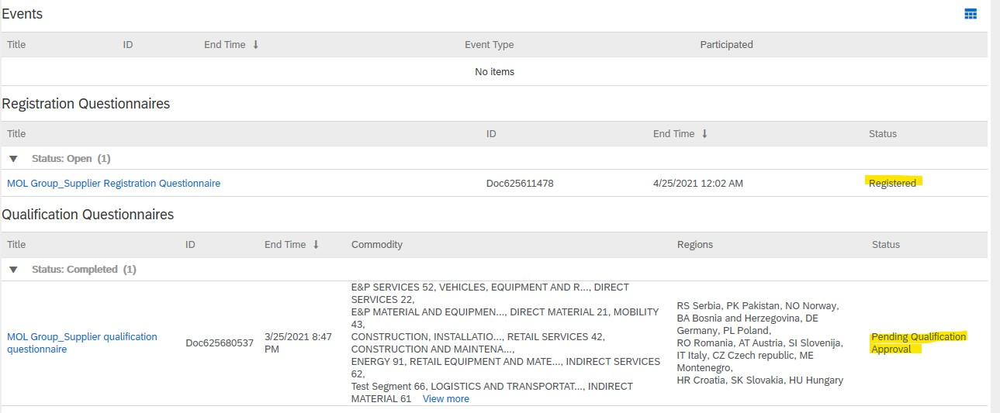 Events
Title ID End Time ↓ Event Type Participated
No items
Registration Questionnaires
Title ID End Time ↓ Status
▼ Status: Open (1)
MOL Group_Supplier Registration Questionnaire Doc625611478 4/25/2021 12:02 AM Registered
Qualification Questionnaires
Title ID End Time ↓ Commodity Regions Status
▼ Status: Completed (1)
MOL Group_Supplier qualification
questionnaire
Doc625680537
3/25/2021 8:47
PM
E&P SERVICES 52, VEHICLES, EQUIPMENT AND R..., DIRECT
SERVICES 22,
E&P MATERIAL AND EQUIPMEN..., DIRECT MATERIAL 21, MOBILITY
43,
CONSTRUCTION, INSTALLATIO..., RETAIL SERVICES 42,
CONSTRUCTION AND MAINTENA...,
ENERGY 91, RETAIL EQUIPMENT AND MATE..., INDIRECT SERVICES
62,
Test Segment 66, LOGISTICS AND TRANSPORTAT..., INDIRECT
MATERIAL 61 View more
RS Serbia, PK Pakistan, NO Norway,
BA Bosnia and Herzegovina, DE
Germany, PL Poland,
RO Romania, AT Austria, SI Slovenija,
IT Italy, CZ Czech republic, ME
Montenegro,
HR Croatia, SK Slovakia, HU Hungary
Pending Qualification
Approval